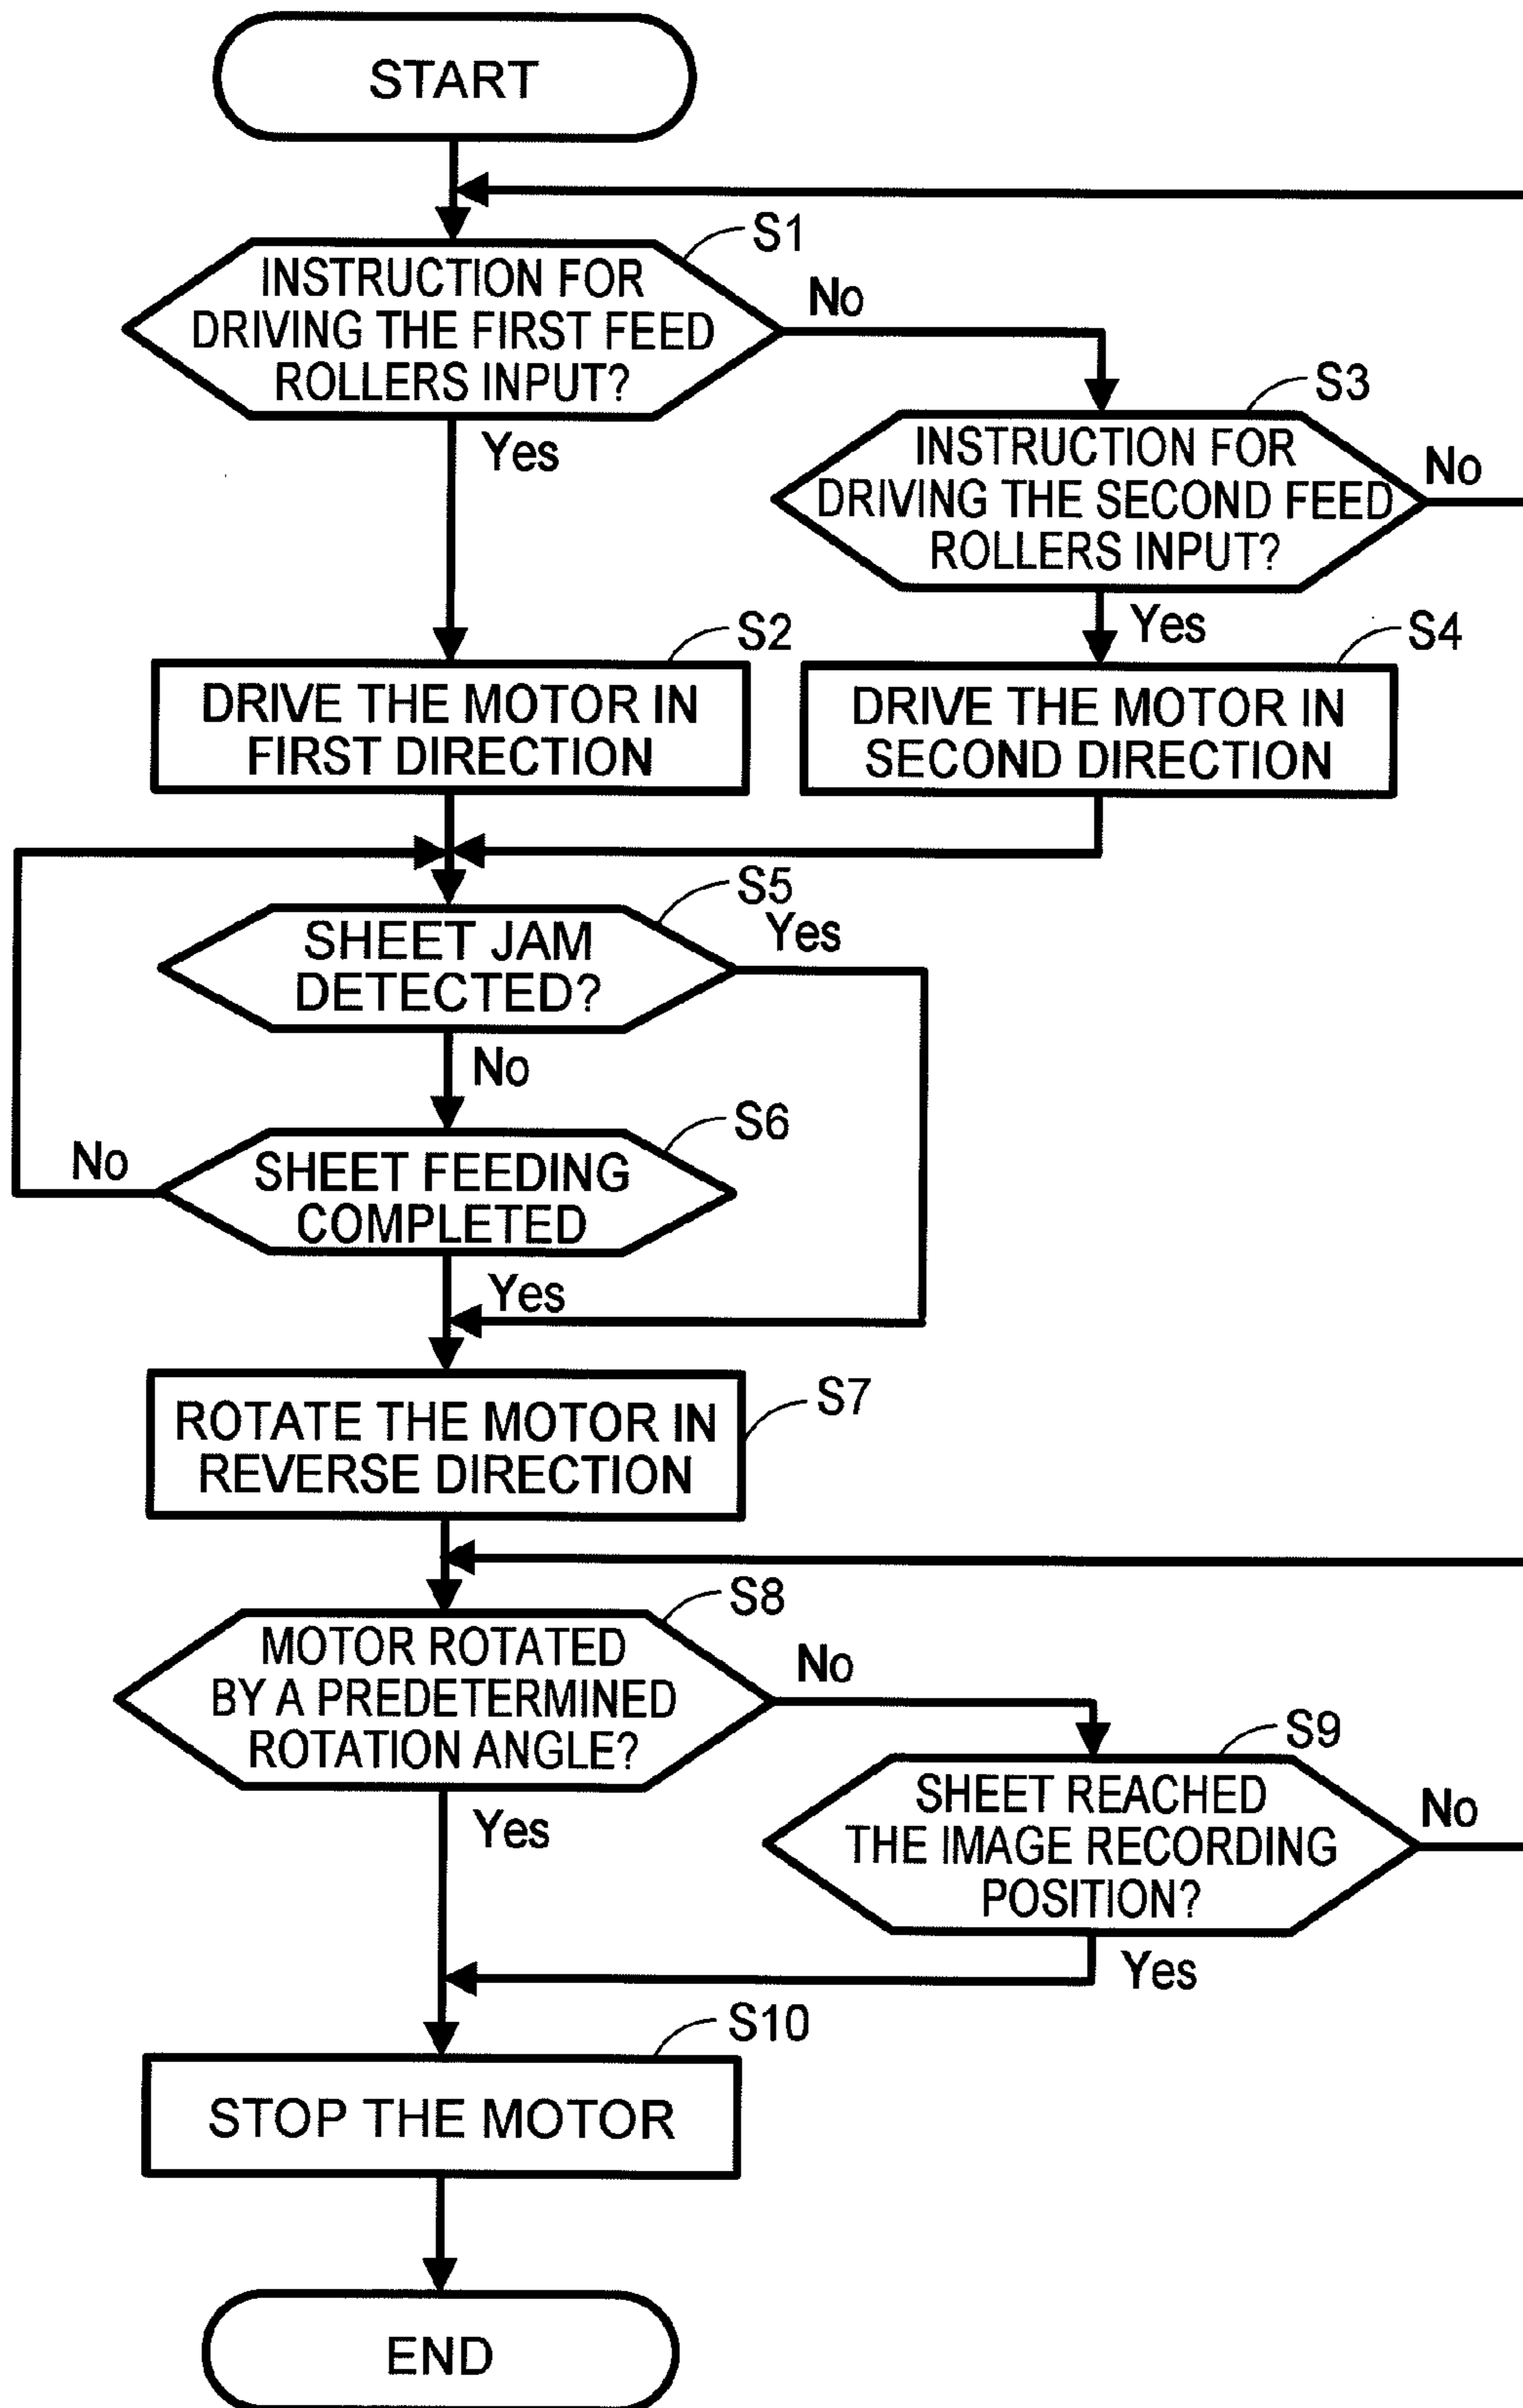 START
S1
INSTRUCTION FOR
DRIVING THE FIRST FEED
ROLLERS INPUT?
No
Yes
S3
INSTRUCTION FOR
DRIVING THE SECOND FEED
ROLLERS INPUT?
No
Yes
S2
DRIVE THE MOTOR IN
FIRST DIRECTION
S4
DRIVE THE MOTOR IN
SECOND DIRECTION
S5
SHEET JAM
DETECTED?
Yes
No
S6
SHEET FEEDING
COMPLETED
No
Yes
S7
ROTATE THE MOTOR IN
REVERSE DIRECTION
S8
MOTOR ROTATED
BY A PREDETERMINED
ROTATION ANGLE?
No
Yes
S9
SHEET REACHED
THE IMAGE RECORDING
POSITION?
No
Yes
S10
STOP THE MOTOR
END